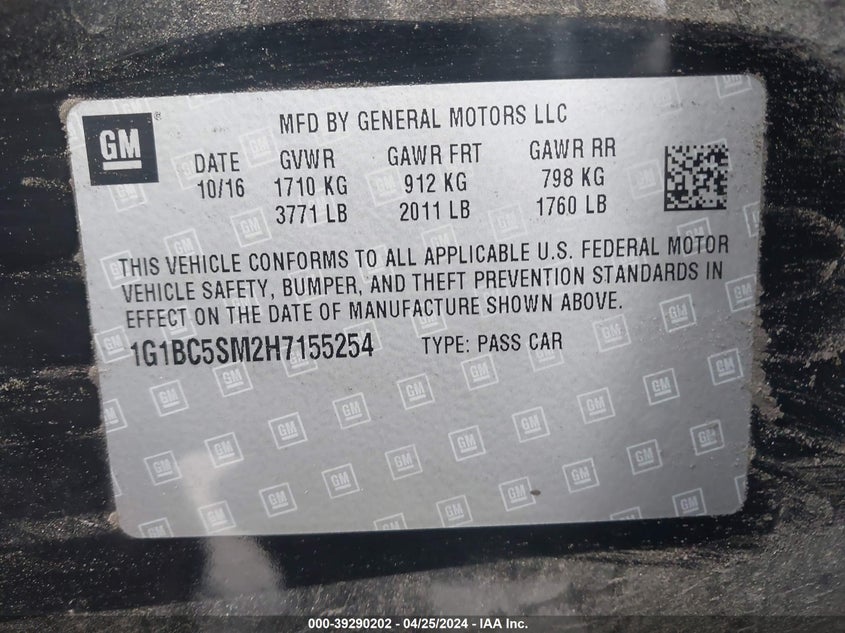 GM
MFD BY GENERAL MOTORS LLC
DATE GVWR GAWR FRT GAWR RR
10/16 1710 KG 912 KG 798 KG
3771 LB 2011 LB 1760 LB
THIS VEHICLE CONFORMS TO ALL APPLICABLE U.S. FEDERAL MOTOR
VEHICLE SAFETY, BUMPER, AND THEFT PREVENTION STANDARDS IN
EFFECT ON THE DATE OF MANUFACTURE SHOWN ABOVE.
1G1BC5SM2H7155254 TYPE: PASS CAR
000-39290202 - 04/25/2024 - IAA Inc.